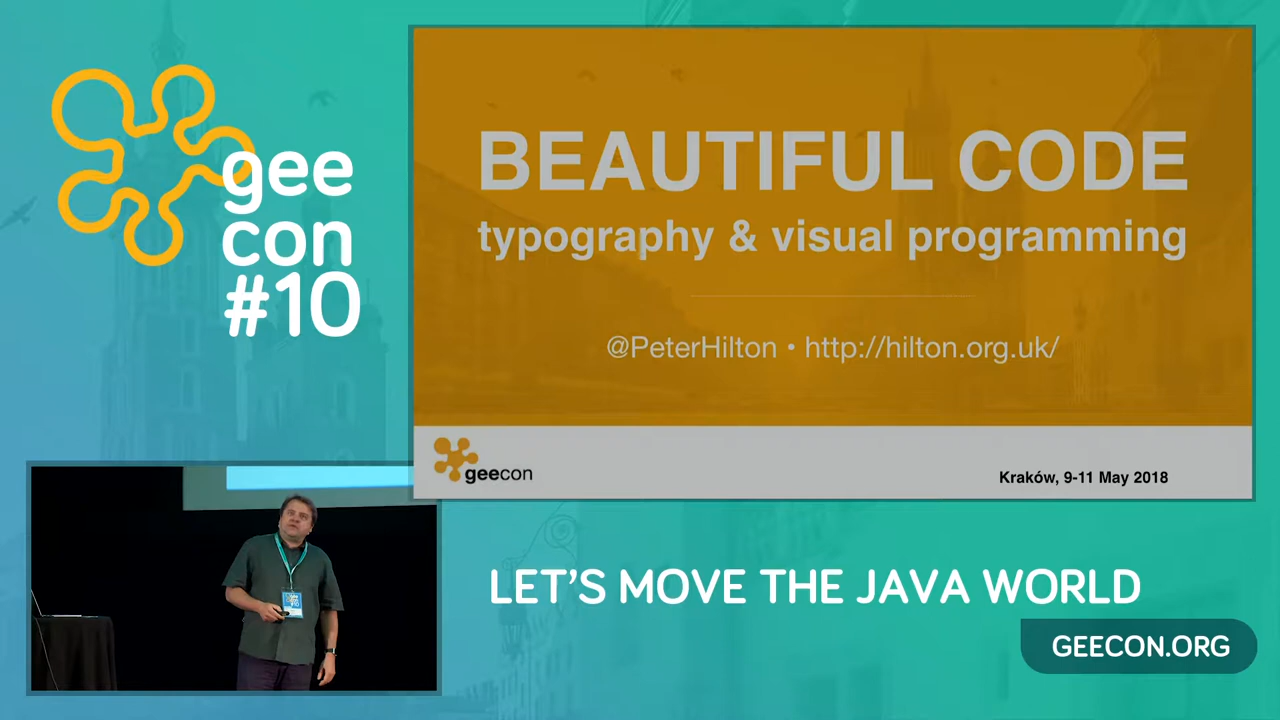 gee
con
#10
BEAUTIFUL CODE
typography & visual programming
@PeterHilton • http://hilton.org.uk/
geecon
Kraków, 9-11 May 2018
LET'S MOVE THE JAVA WORLD
GEECON.ORG